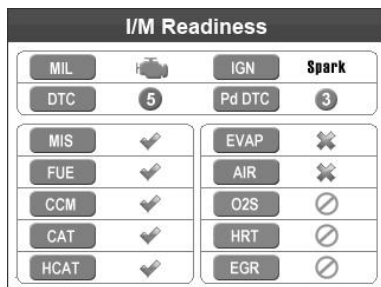 I/M Readiness
MIL IGN Spark
DTC 5 Pd DTC 3
MIS EVAP
FUE AIR
CCM O2S
CAT HRT
HCAT EGR